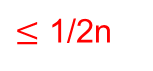 ≤ 1/2n